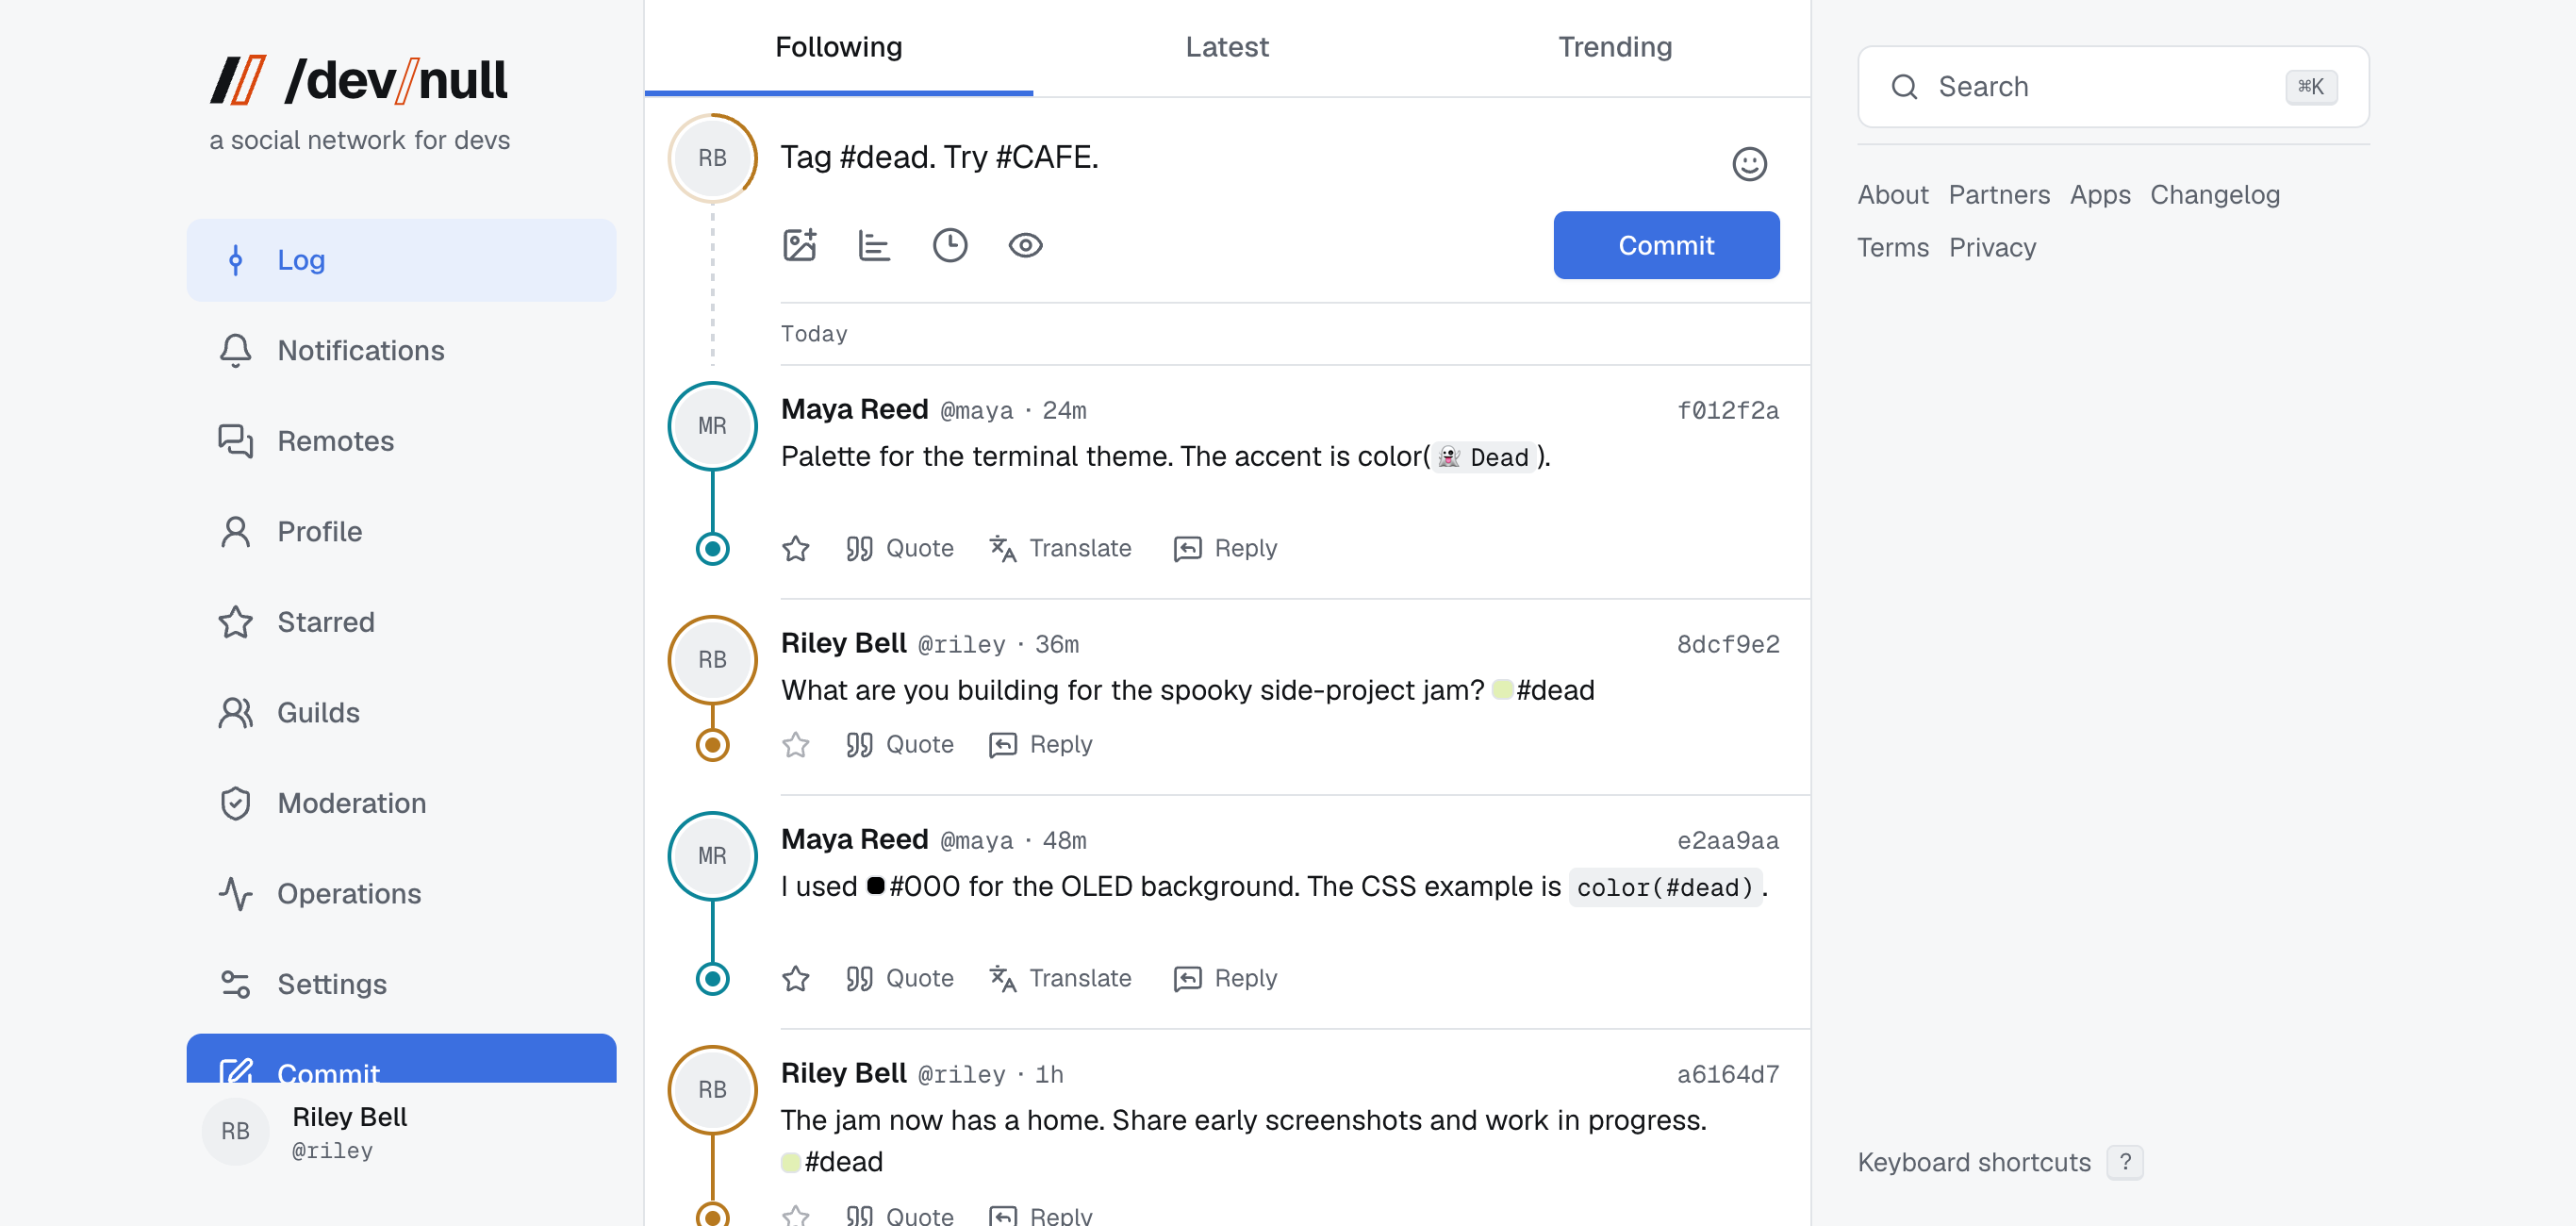 /dev//null
a social network for devs
Log
Notifications
Remotes
Profile
Starred
Guilds
Moderation
Operations
Settings
Commit
RB
Riley Bell
@riley
Following
Latest
Trending
RB
Tag #dead. Try #CAFE.
Commit
Today
MR
Maya Reed @maya · 24m
f012f2a
Palette for the terminal theme. The accent is color(👻 Dead).
Quote
Translate
Reply
RB
Riley Bell @riley · 36m
8dcf9e2
What are you building for the spooky side-project jam? #dead
Quote
Reply
MR
Maya Reed @maya · 48m
e2aa9aa
I used #000 for the OLED background. The CSS example is color(#dead).
Quote
Translate
Reply
RB
Riley Bell @riley · 1h
a6164d7
The jam now has a home. Share early screenshots and work in progress.
#dead
Quote
Reply
Search
⌘K
About Partners Apps Changelog
Terms Privacy
Keyboard shortcuts ?